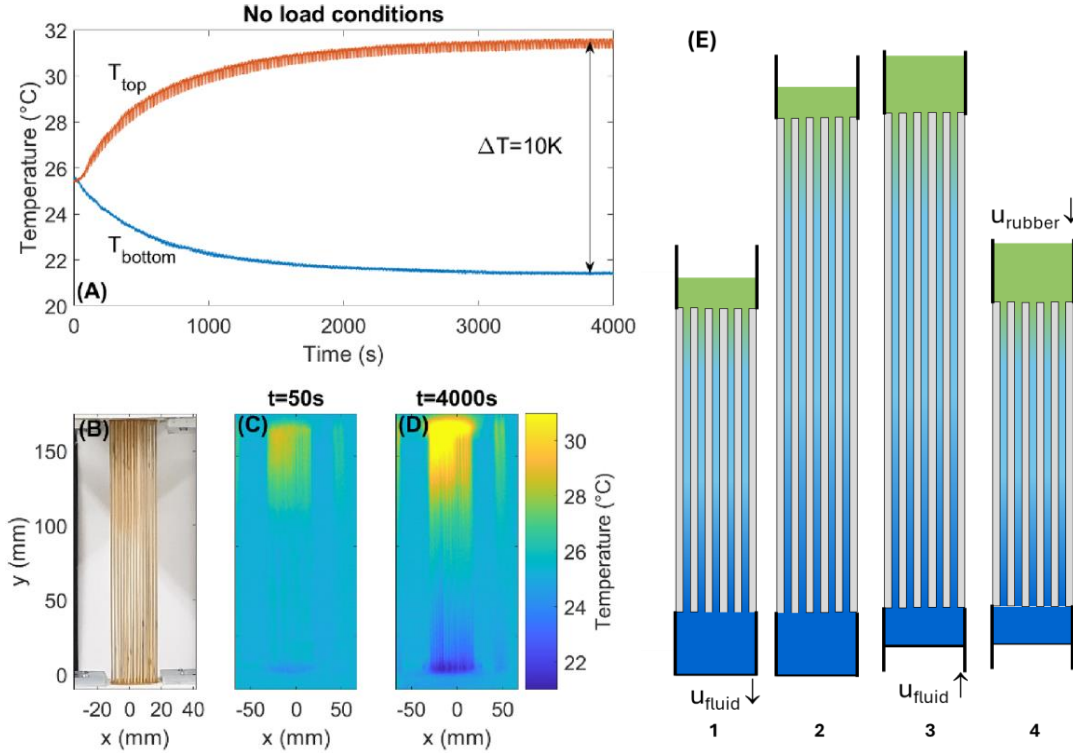 No load conditions
32
30
28
26
24
22
20
Temperature (°C)
T_top
T_bottom
ΔT=10K
(A)
0
1000
2000
3000
4000
Time (s)
t=50s
t=4000s
(B)
(C)
(D)
150
100
50
0
y (mm)
-20 0 20 40
x (mm)
-50 0 50
x (mm)
-50 0 50
x (mm)
30
28
26
24
22
Temperature (°C)
(E)
u_rubber ↓
u_fluid ↓
u_fluid ↑
1
2
3
4